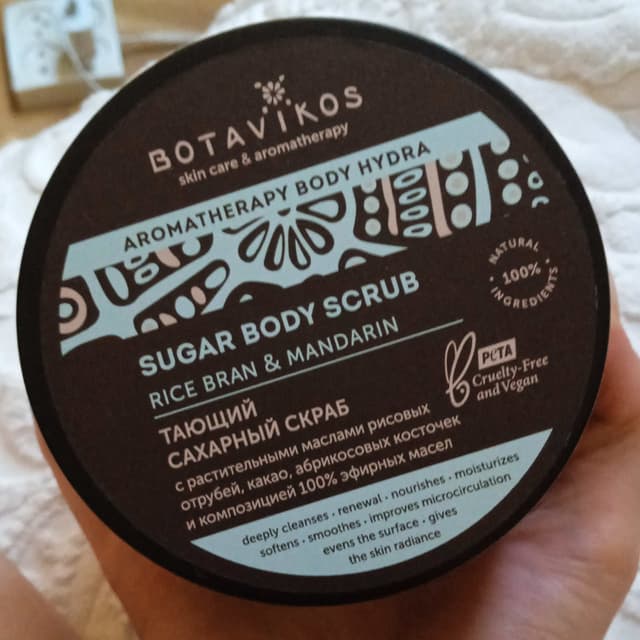 BOTAVIKOS
skin care & aromatherapy
AROMATHERAPY BODY HYDRA
NATURAL
100%
INGREDIENTS
SUGAR BODY SCRUB
RICE BRAN & MANDARIN
PETA
Cruelty-Free
and Vegan
ТАЮЩИЙ
САХАРНЫЙ СКРАБ
с растительными маслами рисовых
отрубей, какао, абрикосовых косточек
и композицией 100% эфирных масел
deeply cleanses · renewal · nourishes · moisturizes
softens · smoothes · improves microcirculation
evens the surface · gives
the skin radiance